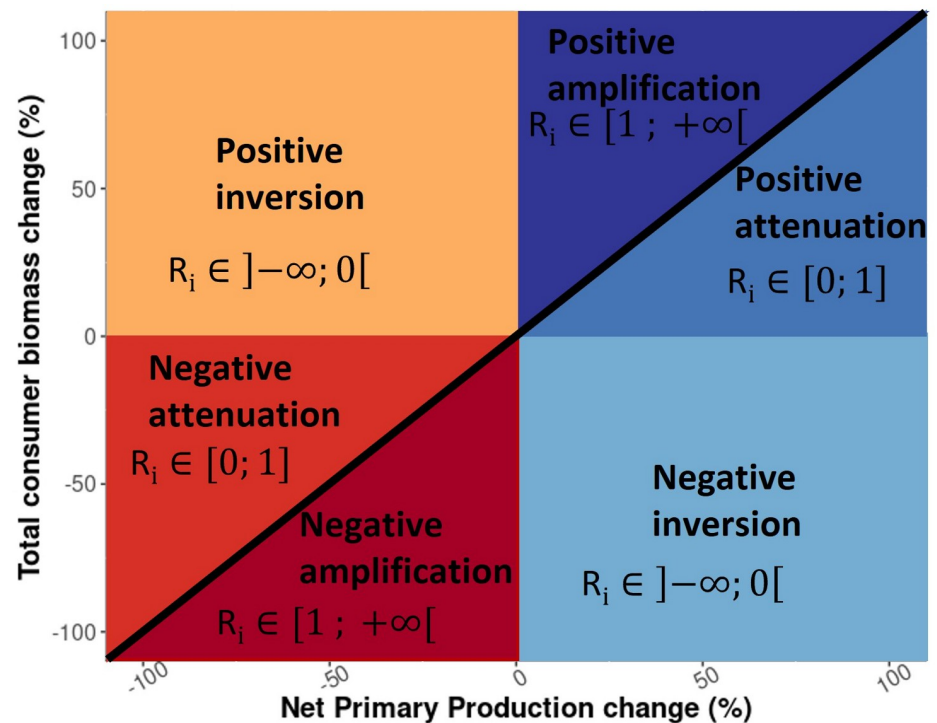 Total consumer biomass change (%)
100
50
0
-50
-100
Positive
amplification
Rᵢ ∈ [1 ; +∞[
Positive
inversion
Rᵢ ∈ ]−∞; 0[
Positive
attenuation
Rᵢ ∈ [0; 1]
Negative
attenuation
Rᵢ ∈ [0; 1]
Negative
amplification
Rᵢ ∈ [1 ; +∞[
Negative
inversion
Rᵢ ∈ ]−∞; 0[
-100
-50
0
50
100
Net Primary Production change (%)